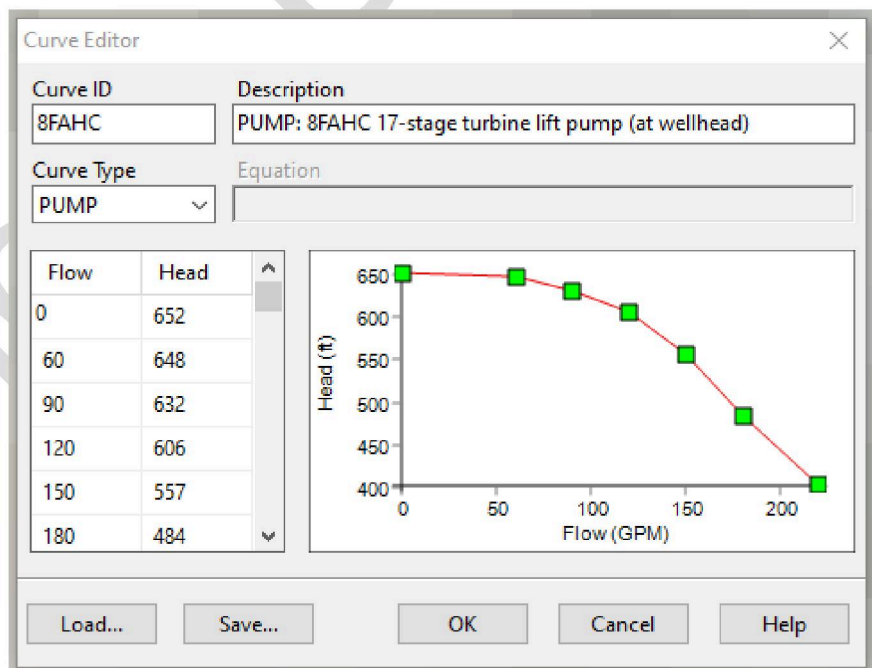 Curve Editor
Curve ID Description
8FAHC PUMP: 8FAHC 17-stage turbine lift pump (at wellhead)
Curve Type Equation
PUMP
Flow Head
0 652
60 648
90 632
120 606
150 557
180 484
650
600
550
500
450
400
Head (ft)
0 50 100 150 200
Flow (GPM)
Load... Save... OK Cancel Help